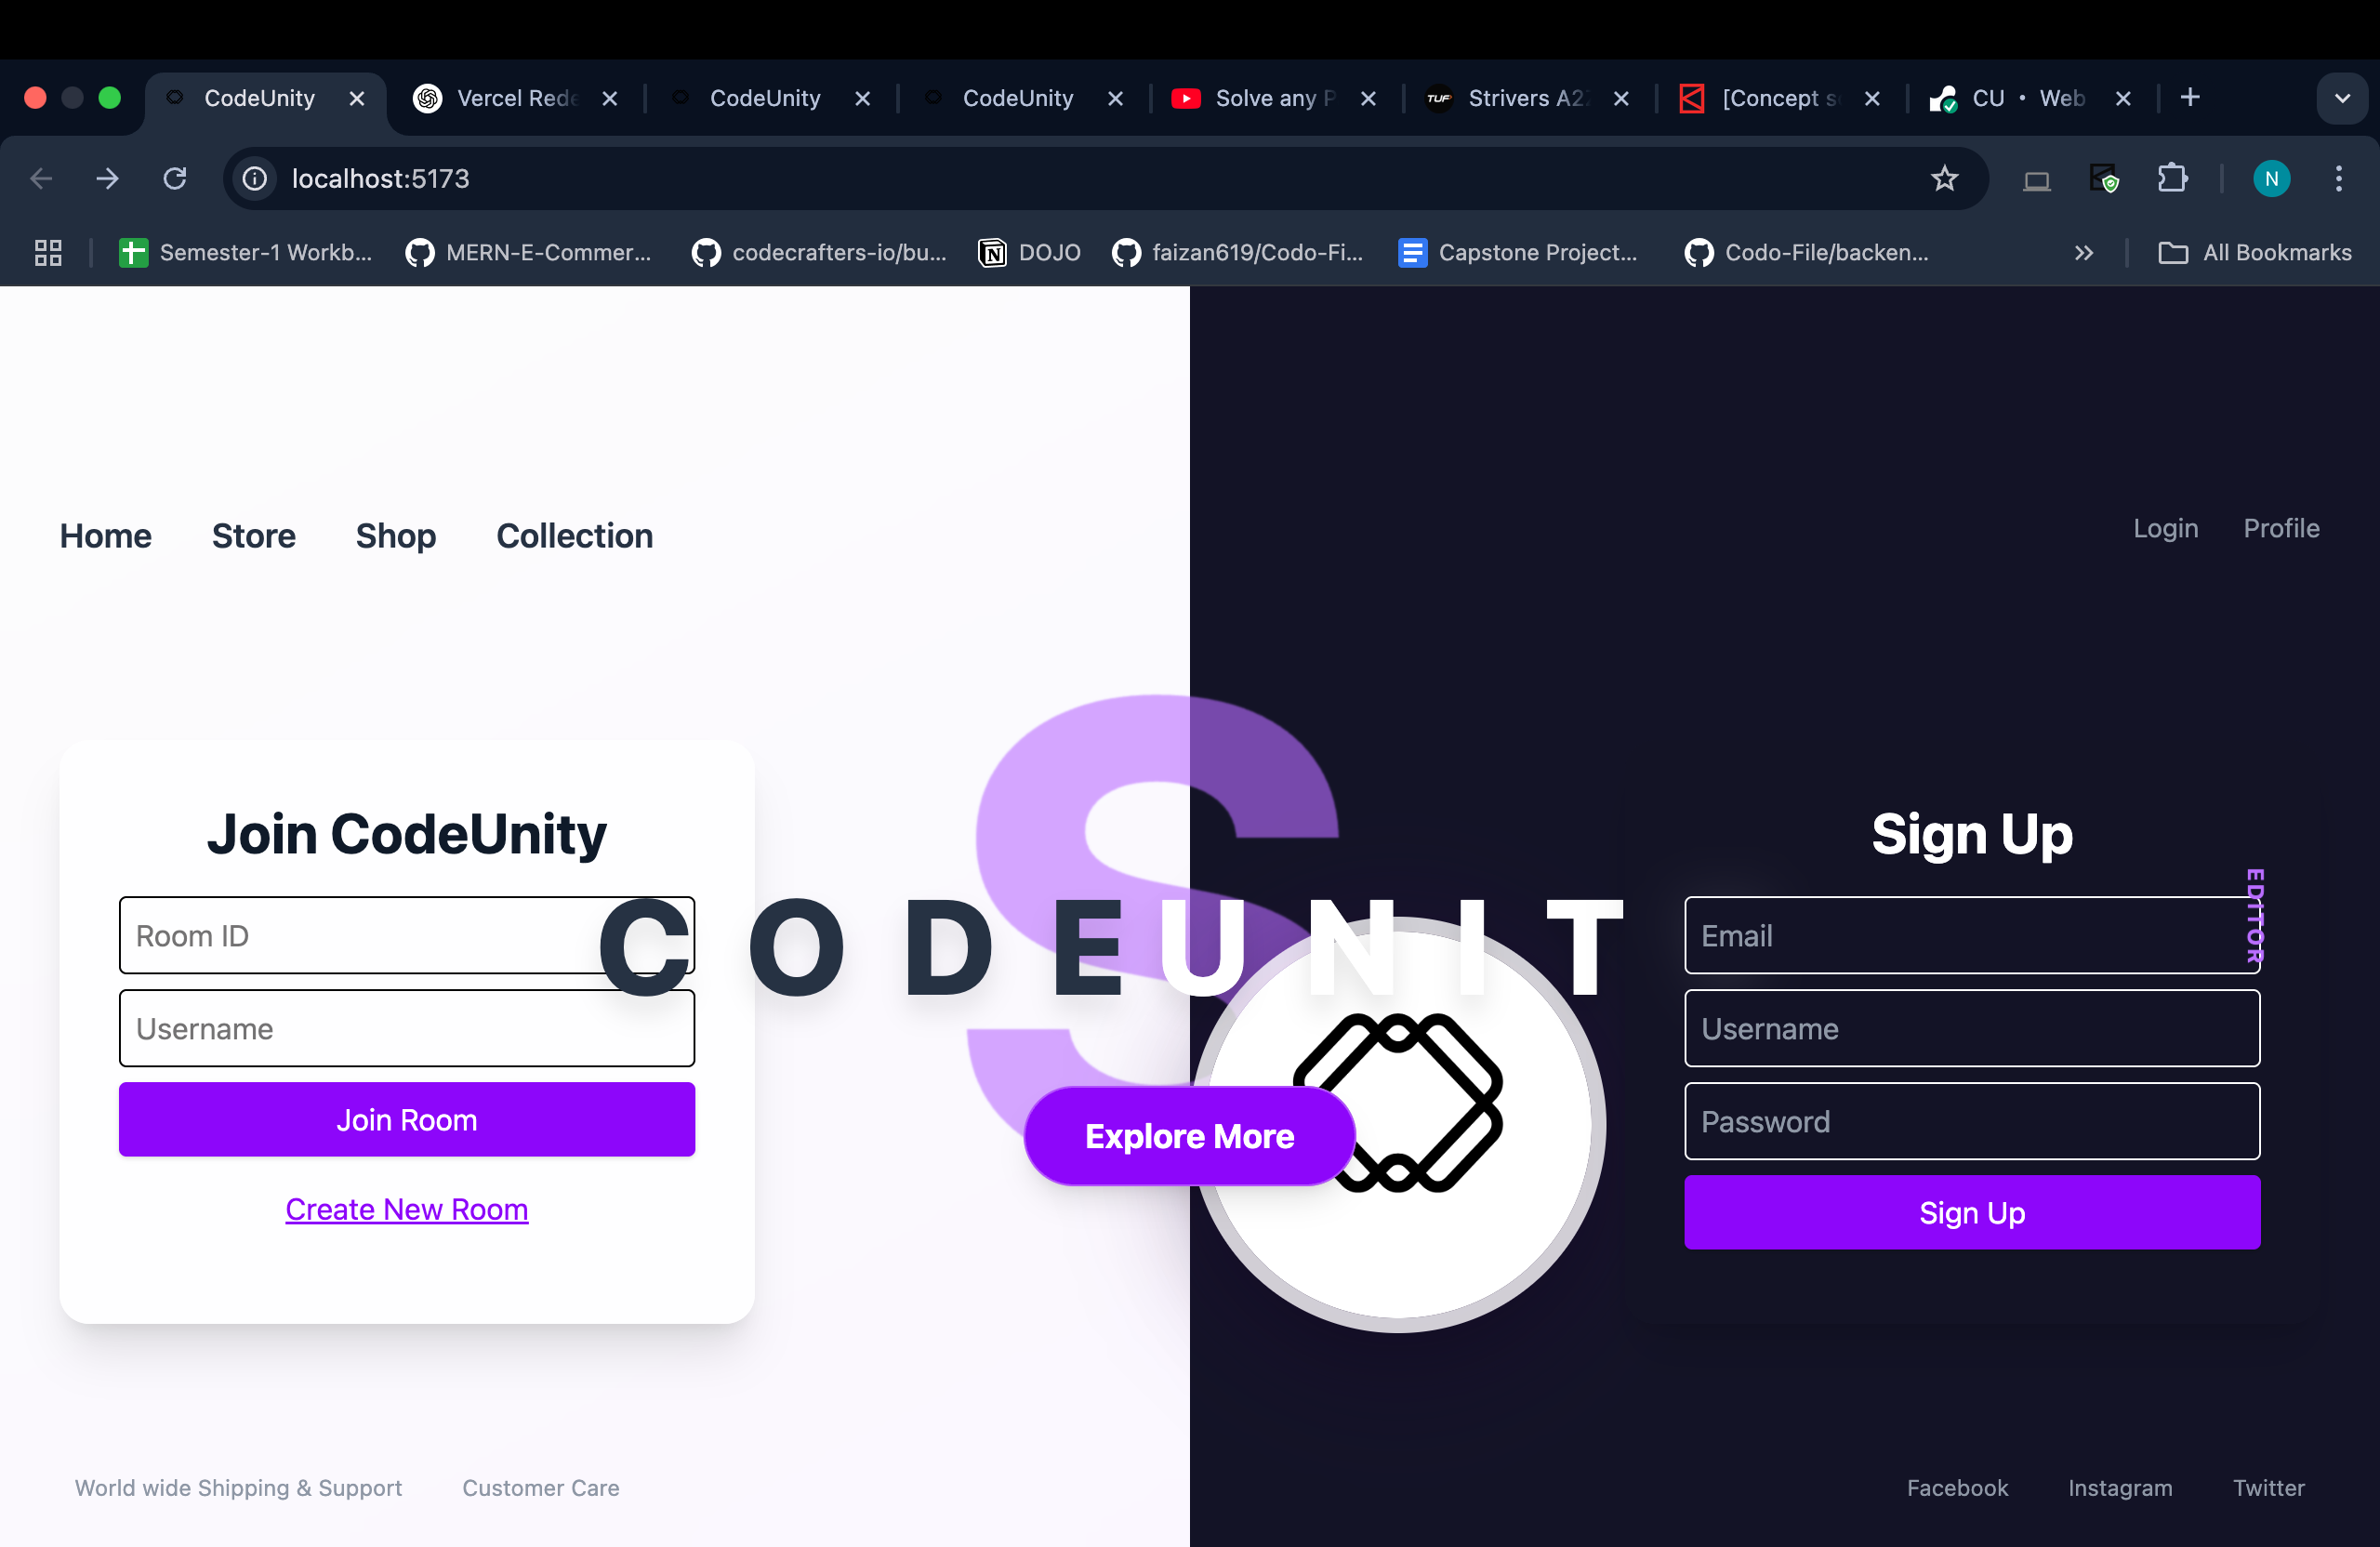 CodeUnity
Vercel Rede
CodeUnity
CodeUnity
Solve any P
TUF
Strivers A2Z
[Concept s
CU • Web
localhost:5173
N
Semester-1 Workb...
MERN-E-Commer...
codecrafters-io/bu...
DOJO
faizan619/Codo-Fi...
Capstone Project...
Codo-File/backen...
All Bookmarks
Home Store Shop Collection
Login Profile
S
Join CodeUnity
Room ID
Username
Join Room
Create New Room
CODEUNIT
Explore More
Sign Up
EDITOR
Email
Username
Password
Sign Up
World wide Shipping & Support Customer Care
Facebook Instagram Twitter